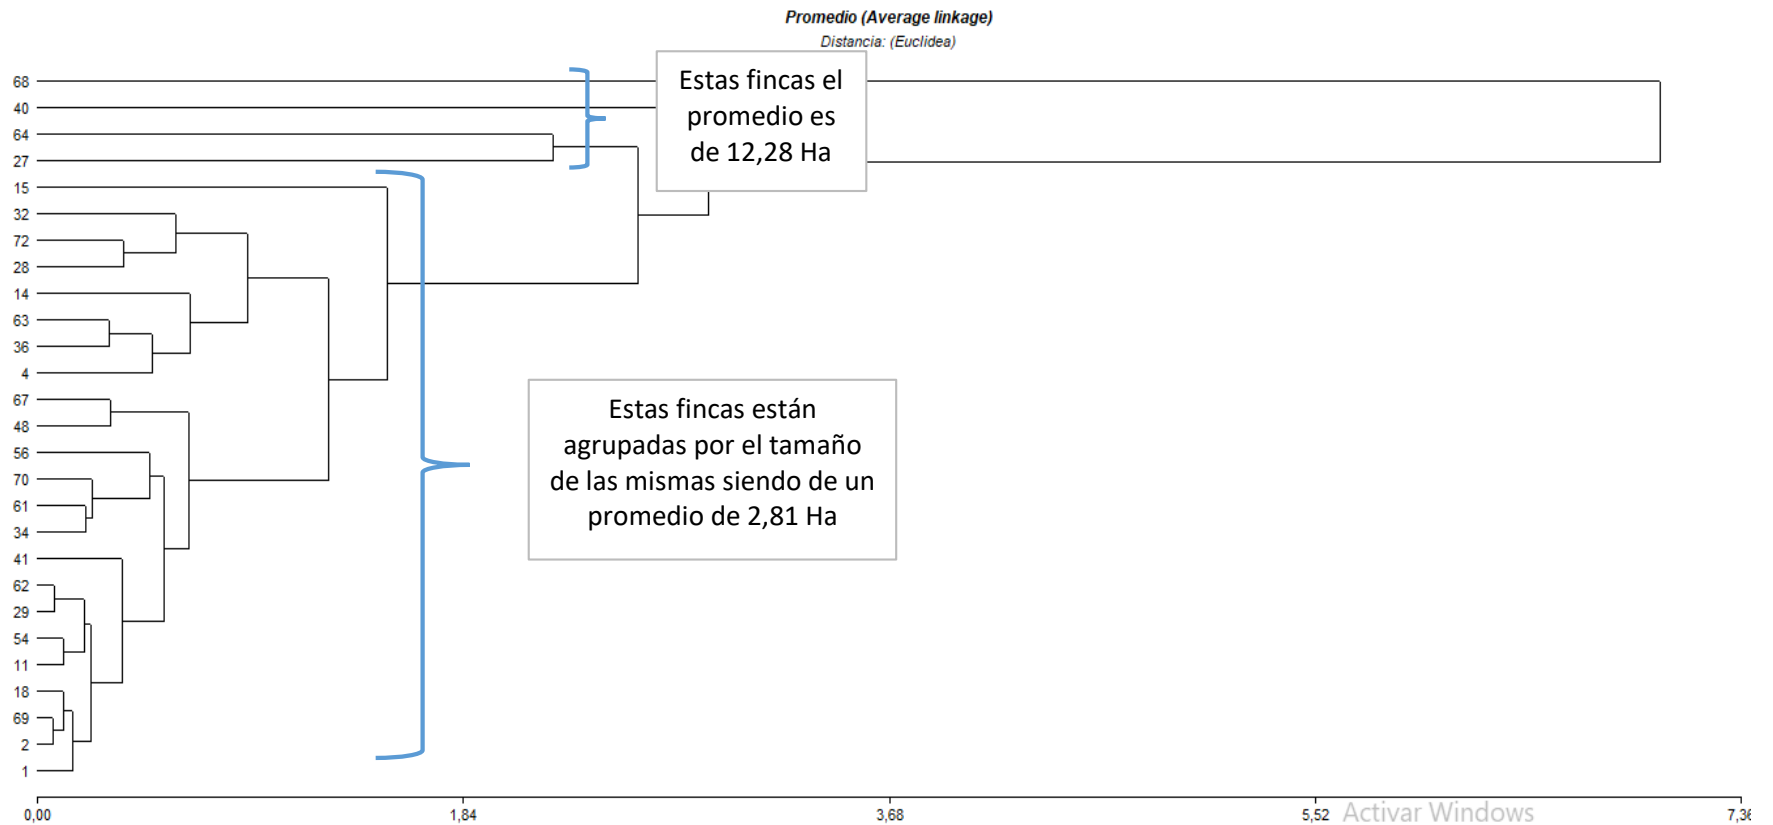 Promedio (Average linkage)
Distancia: (Euclidea)
Estas fincas el
promedio es
de 12,28 Ha
68
40
64
27
15
32
72
28
14
63
36
4
67
48
56
70
61
34
41
62
29
54
11
18
69
2
1
Estas fincas están
agrupadas por el tamaño
de las mismas siendo de un
promedio de 2,81 Ha
0,00 1,84 3,68 5,52 7,36
Activar Windows